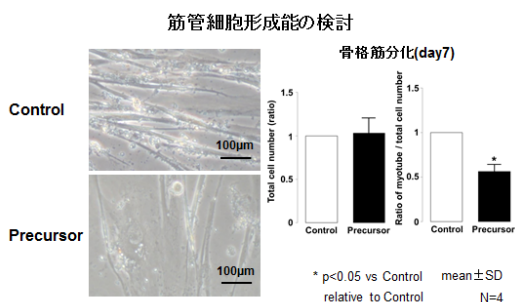 筋管細胞形成能の検討
骨格筋分化(day7)
Control
100μm
Precursor
100μm
Total cell number (ratio)
1.5
1
0.5
0
Control Precursor
Ratio of myotobe / total cell number
1.5
1
*
0.5
0
Control Precursor
* p<0.05 vs Control mean±SD
relative to Control N=4